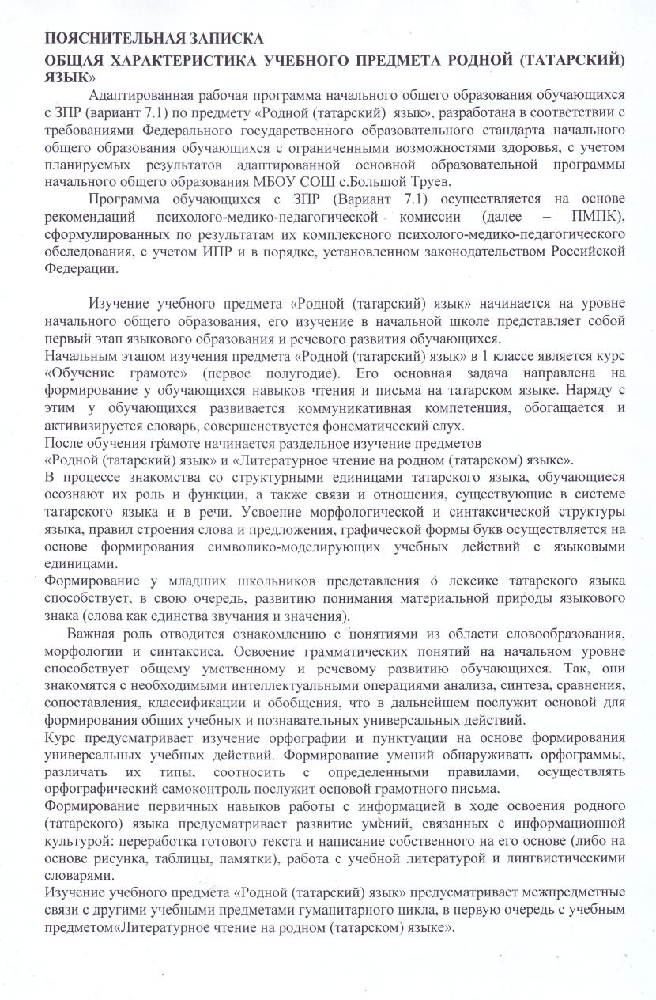 ПОЯСНИТЕЛЬНАЯ ЗАПИСКА
ОБЩАЯ ХАРАКТЕРИСТИКА УЧЕБНОГО ПРЕДМЕТА РОДНОЙ (ТАТАРСКИЙ)
ЯЗЫК»
Адаптированная рабочая программа начального общего образования обучающихся
с ЗПР (вариант 7.1) по предмету «Родной (татарский) язык», разработана в соответствии с
требованиями Федерального государственного образовательного стандарта начального
общего образования обучающихся с ограниченными возможностями здоровья, с учетом
планируемых результатов адаптированной основной образовательной программы
начального общего образования МБОУ СОШ с.Большой Труев.
Программа обучающихся с ЗПР (Вариант 7.1) осуществляется на основе
рекомендаций психолого-медико-педагогической комиссии (далее – ПМПК),
сформулированных по результатам их комплексного психолого-медико-педагогического
обследования, с учетом ИПР и в порядке, установленном законодательством Российской
Федерации.
Изучение учебного предмета «Родной (татарский) язык» начинается на уровне
начального общего образования, его изучение в начальной школе представляет собой
первый этап языкового образования и речевого развития обучающихся.
Начальным этапом изучения предмета «Родной (татарский) язык» в 1 классе является курс
«Обучение грамоте» (первое полугодие). Его основная задача направлена на
формирование у обучающихся навыков чтения и письма на татарском языке. Наряду с
этим у обучающихся развивается коммуникативная компетенция, обогащается и
активизируется словарь, совершенствуется фонематический слух.
После обучения грамоте начинается раздельное изучение предметов
«Родной (татарский) язык» и «Литературное чтение на родном (татарском) языке».
В процессе знакомства со структурными единицами татарского языка, обучающиеся
осознают их роль и функции, а также связи и отношения, существующие в системе
татарского языка и в речи. Усвоение морфологической и синтаксической структуры
языка, правил строения слова и предложения, графической формы букв осуществляется на
основе формирования символико-моделирующих учебных действий с языковыми
единицами.
Формирование у младших школьников представления о лексике татарского языка
способствует, в свою очередь, развитию понимания материальной природы языкового
знака (слова как единства звучания и значения).
Важная роль отводится ознакомлению с понятиями из области словообразования,
морфологии и синтаксиса. Освоение грамматических понятий на начальном уровне
способствует общему умственному и речевому развитию обучающихся. Так, они
знакомятся с необходимыми интеллектуальными операциями анализа, синтеза, сравнения,
сопоставления, классификации и обобщения, что в дальнейшем послужит основой для
формирования общих учебных и познавательных универсальных действий.
Курс предусматривает изучение орфографии и пунктуации на основе формирования
универсальных учебных действий. Формирование умений обнаруживать орфограммы,
различать их типы, соотносить с определенными правилами, осуществлять
орфографический самоконтроль послужит основой грамотного письма.
Формирование первичных навыков работы с информацией в ходе освоения родного
(татарского) языка предусматривает развитие умений, связанных с информационной
культурой: переработка готового текста и написание собственного на его основе (либо на
основе рисунка, таблицы, памятки), работа с учебной литературой и лингвистическими
словарями.
Изучение учебного предмета «Родной (татарский) язык» предусматривает межпредметные
связи с другими учебными предметами гуманитарного цикла, в первую очередь с учебным
предметом«Литературное чтение на родном (татарском) языке».